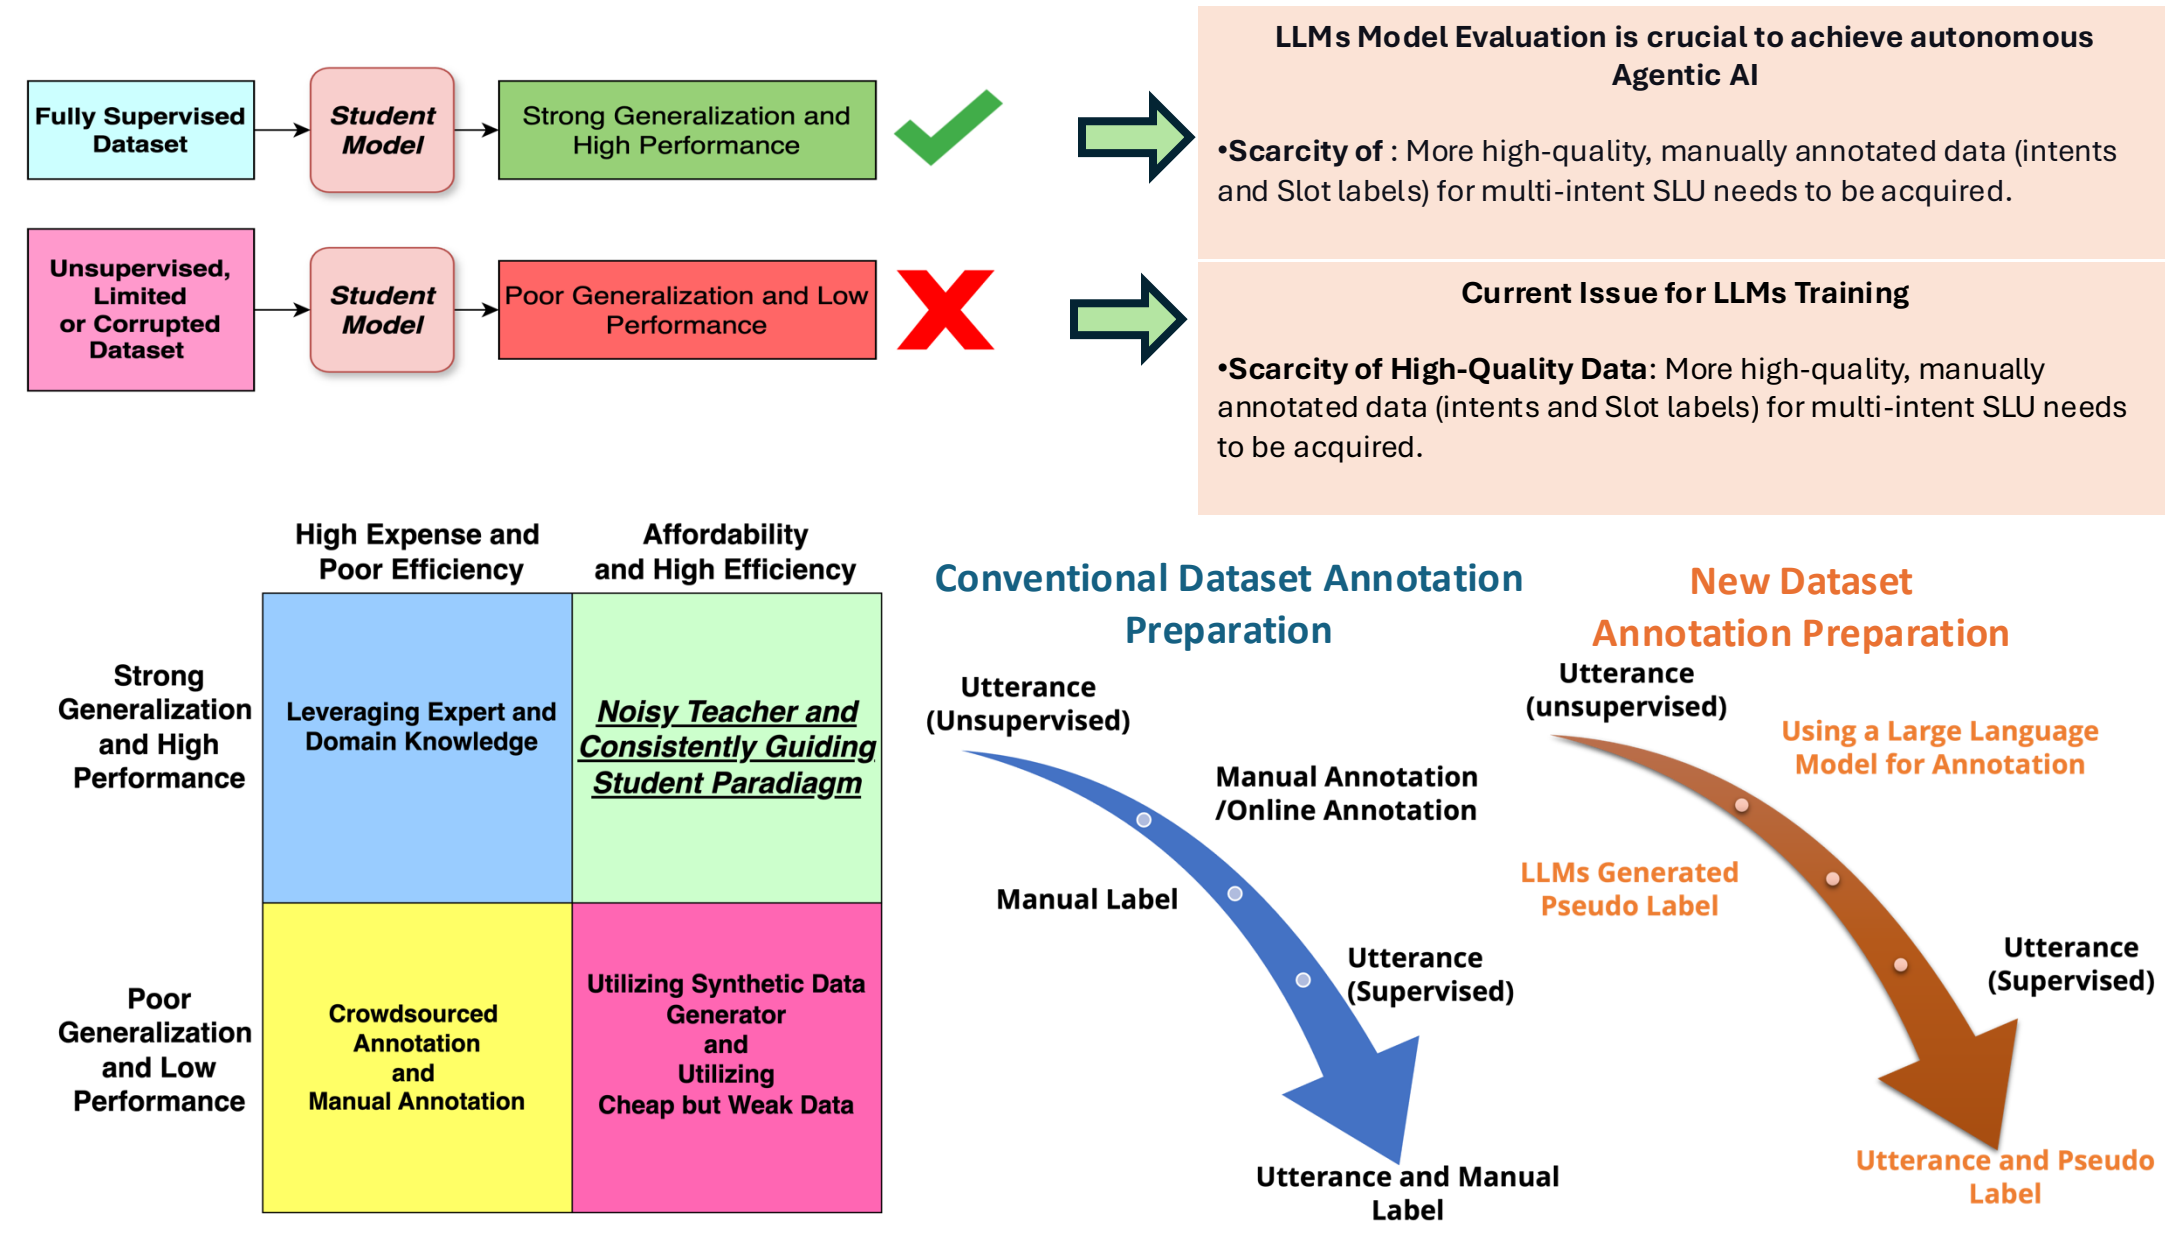 Fully Supervised
Dataset
Student
Model
Strong Generalization and
High Performance
Unsupervised,
Limited
or Corrupted
Dataset
Student
Model
Poor Generalization and Low
Performance
LLMs Model Evaluation is crucial to achieve autonomous
Agentic AI
•Scarcity of : More high-quality, manually annotated data (intents
and Slot labels) for multi-intent SLU needs to be acquired.
Current Issue for LLMs Training
•Scarcity of High-Quality Data: More high-quality, manually
annotated data (intents and Slot labels) for multi-intent SLU needs
to be acquired.
High Expense and
Poor Efficiency
Affordability
and High Efficiency
Strong
Generalization
and High
Performance
Leveraging Expert and
Domain Knowledge
Noisy Teacher and
Consistently Guiding
Student Paradiagm
Poor
Generalization
and Low
Performance
Crowdsourced
Annotation
and
Manual Annotation
Utilizing Synthetic Data
Generator
and
Utilizing
Cheap but Weak Data
Conventional Dataset Annotation
Preparation
Utterance
(Unsupervised)
Manual Annotation
/Online Annotation
Manual Label
Utterance
(Supervised)
Utterance and Manual
Label
New Dataset
Annotation Preparation
Utterance
(unsupervised)
Using a Large Language
Model for Annotation
LLMs Generated
Pseudo Label
Utterance
(Supervised)
Utterance and Pseudo
Label